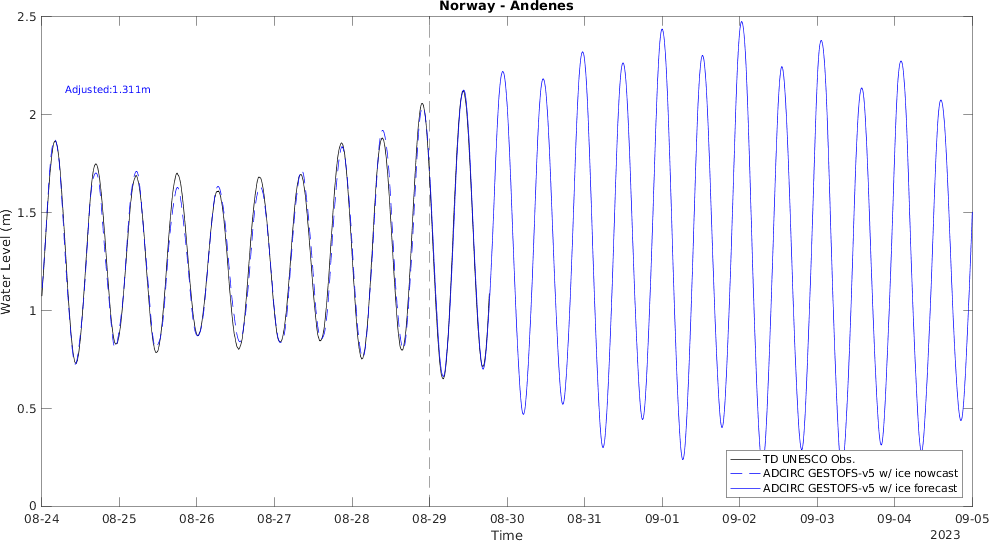 Norway - Andenes
2.5
Adjusted:1.311m
2
1.5
Water Level (m)
1
0.5
TD UNESCO Obs.
ADCIRC GESTOFS-v5 w/ ice nowcast
ADCIRC GESTOFS-v5 w/ ice forecast
0
08-24 08-25 08-26 08-27 08-28 08-29 08-30 08-31 09-01 09-02 09-03 09-04 09-05
Time
2023